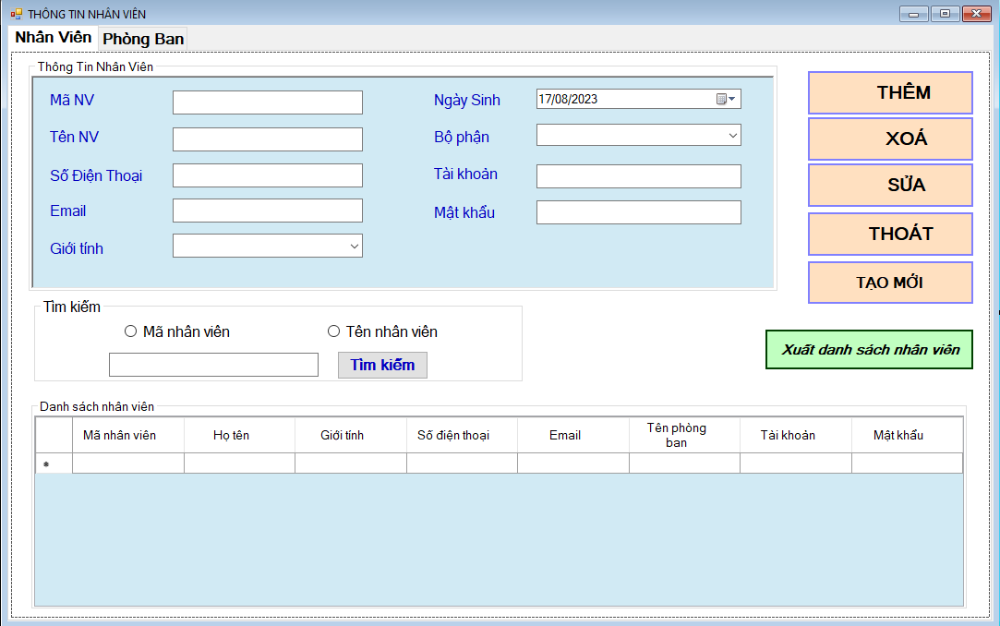 THÔNG TIN NHÂN VIÊN
Nhân Viên Phòng Ban
Thông Tin Nhân Viên
Mã NV
Tên NV
Số Điện Thoại
Email
Giới tính
Ngày Sinh 17/08/2023
Bộ phận
Tài khoản
Mật khẩu
THÊM
XOÁ
SỬA
THOÁT
TẠO MỚI
Tìm kiếm
Mã nhân viên Tên nhân viên
Tìm kiếm
Xuất danh sách nhân viên
Danh sách nhân viên
Mã nhân viên Họ tên Giới tính Số điện thoại Email Tên phòng ban Tài khoản Mật khẩu